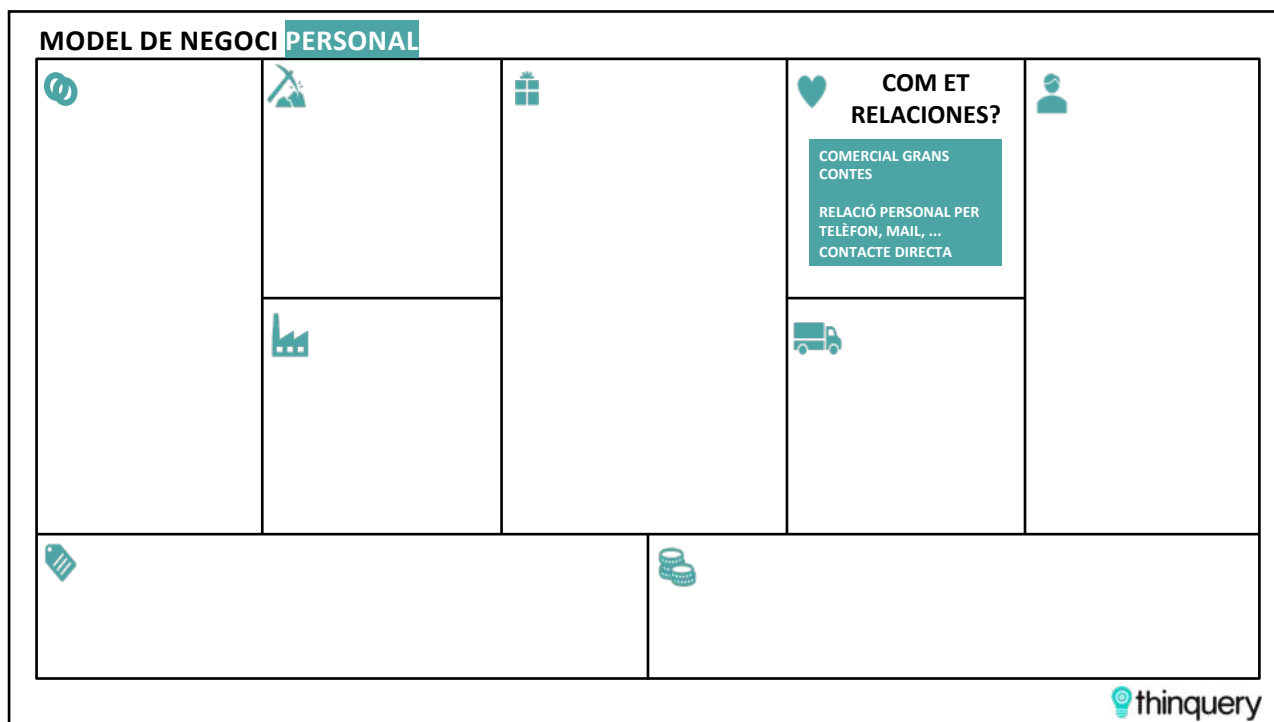 MODEL DE NEGOCI PERSONAL
COM ET
RELACIONES?
COMERCIAL GRANS
CONTES
RELACIÓ PERSONAL PER
TELÈFON, MAIL, ...
CONTACTE DIRECTA
thinquery